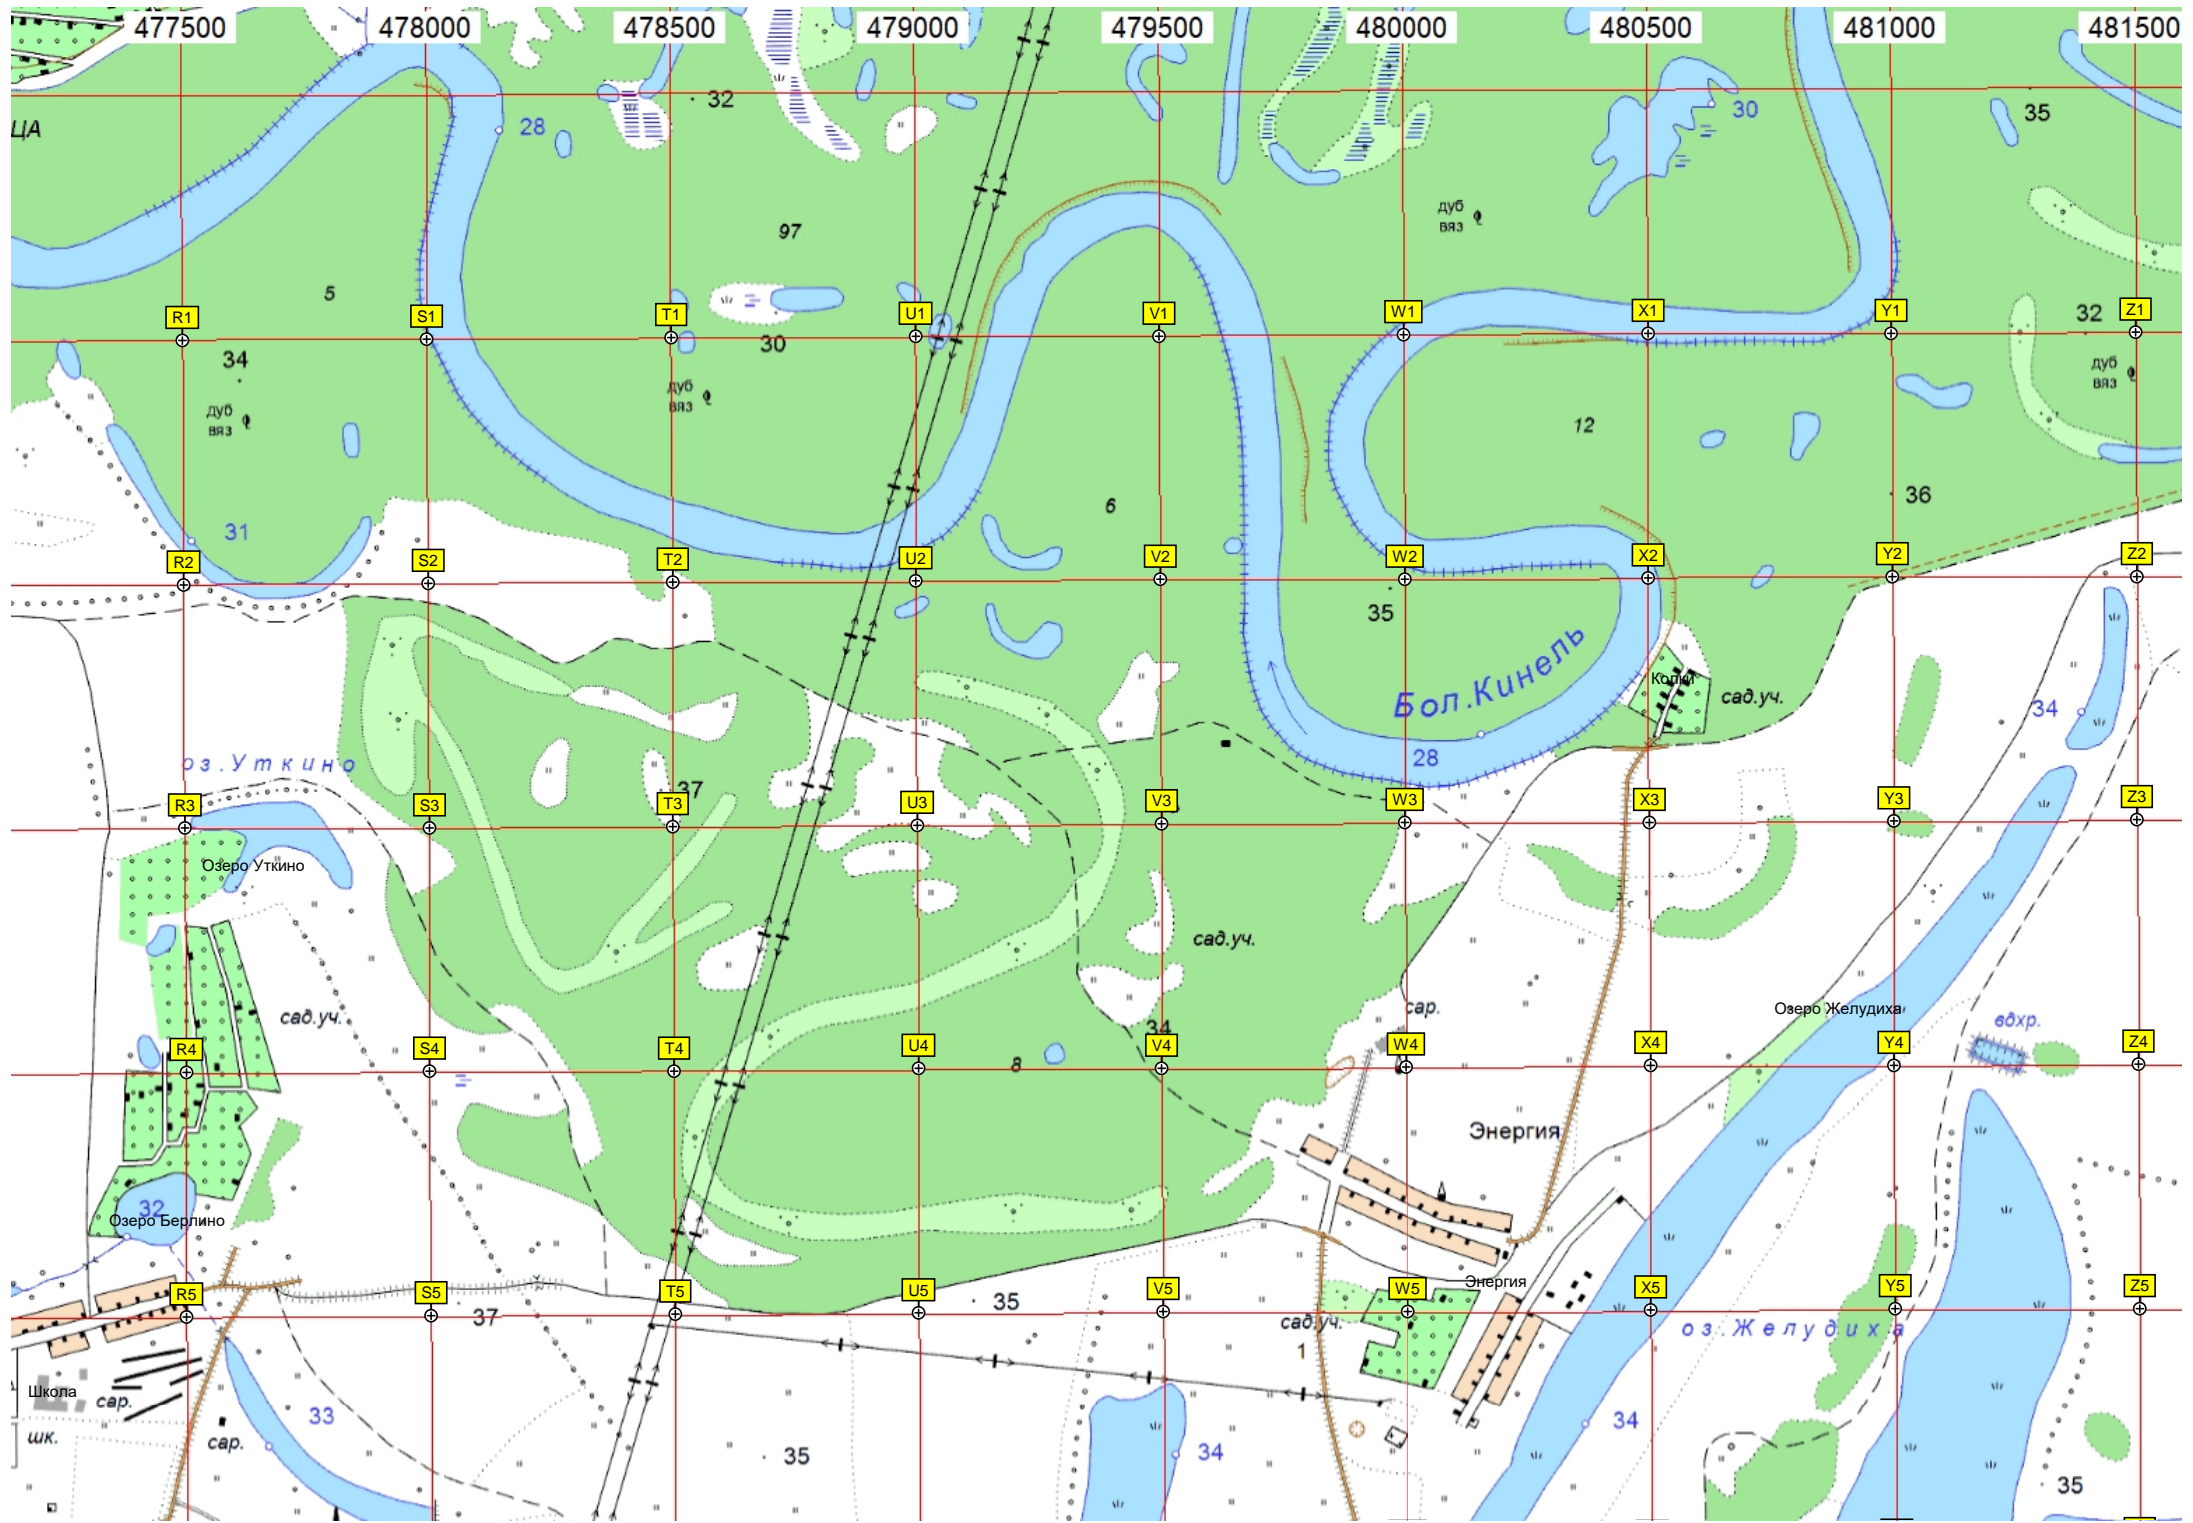 477500 478000 478500 479000 479500 480000 480500 481000 481500
ЦА
28
32
30
35
97
дуб
вяз
5
R1 S1 T1 U1 V1 W1 X1 Y1 Z1
34
30
32
дуб
вяз
дуб
вяз
дуб
вяз
12
31
6
36
R2 S2 T2 U2 V2 W2 X2 Y2 Z2
35
Бол.Кинель
Копки
сад.уч.
34
оз.Уткино
28
37
R3 S3 T3 U3 V3 W3 X3 Y3 Z3
Озеро Уткино
сад.уч.
сад.уч.
сар.
Озеро Желудиха
вдхр.
34
R4 S4 T4 U4 V4 W4 X4 Y4 Z4
8
Энергия
32
Озеро Берлино
Энергия
R5 S5 T5 U5 V5 W5 X5 Y5 Z5
37
35
сад.уч.
оз.Желудиха
1
Школа
сар.
33
34
шк.
сар.
35
34
35